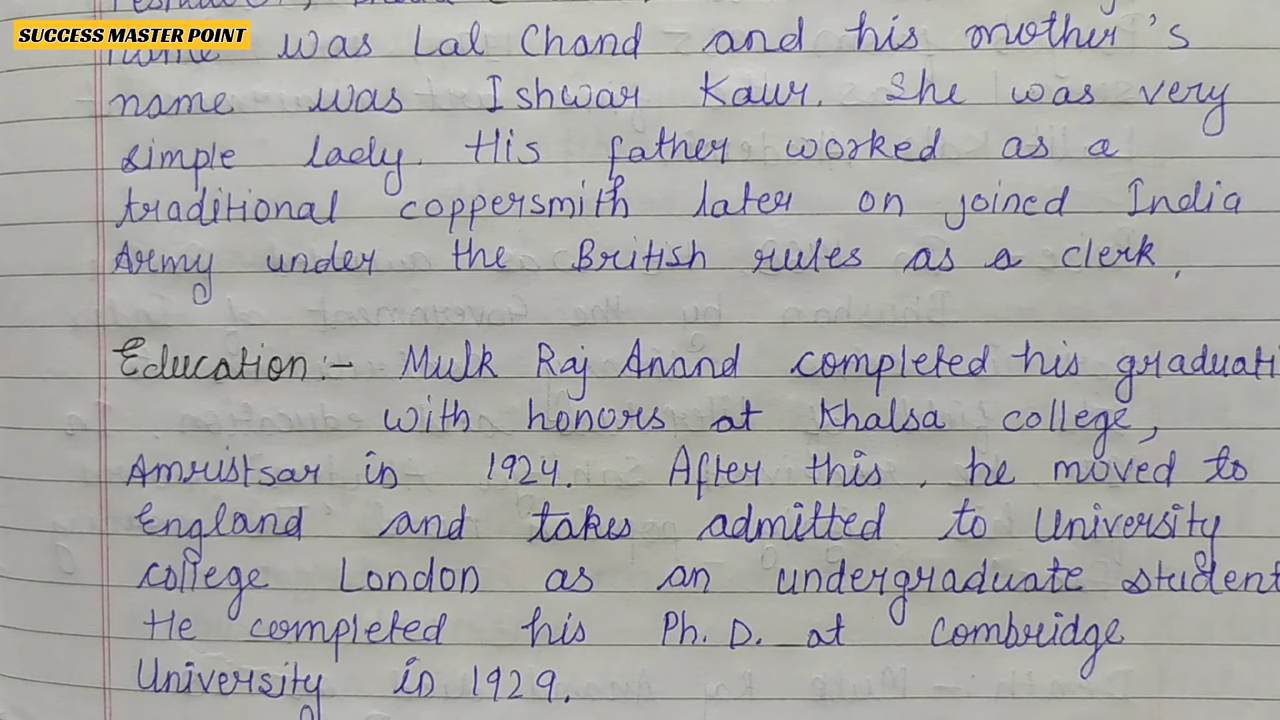 SUCCESS MASTER POINT
name was Lal Chand and his mother's
name was Ishwar Kaur. She was very
simple lady. His father worked as a
traditional coppersmith later on joined India
Army under the British rules as a clerk.
Education:- Mulk Raj Anand completed his graduati
with honors at Khalsa college,
Amristsar in 1924. After this, he moved to
England and takes admitted to University
college London as an undergraduate student
He completed his Ph. D. at Combridge
University in 1929.